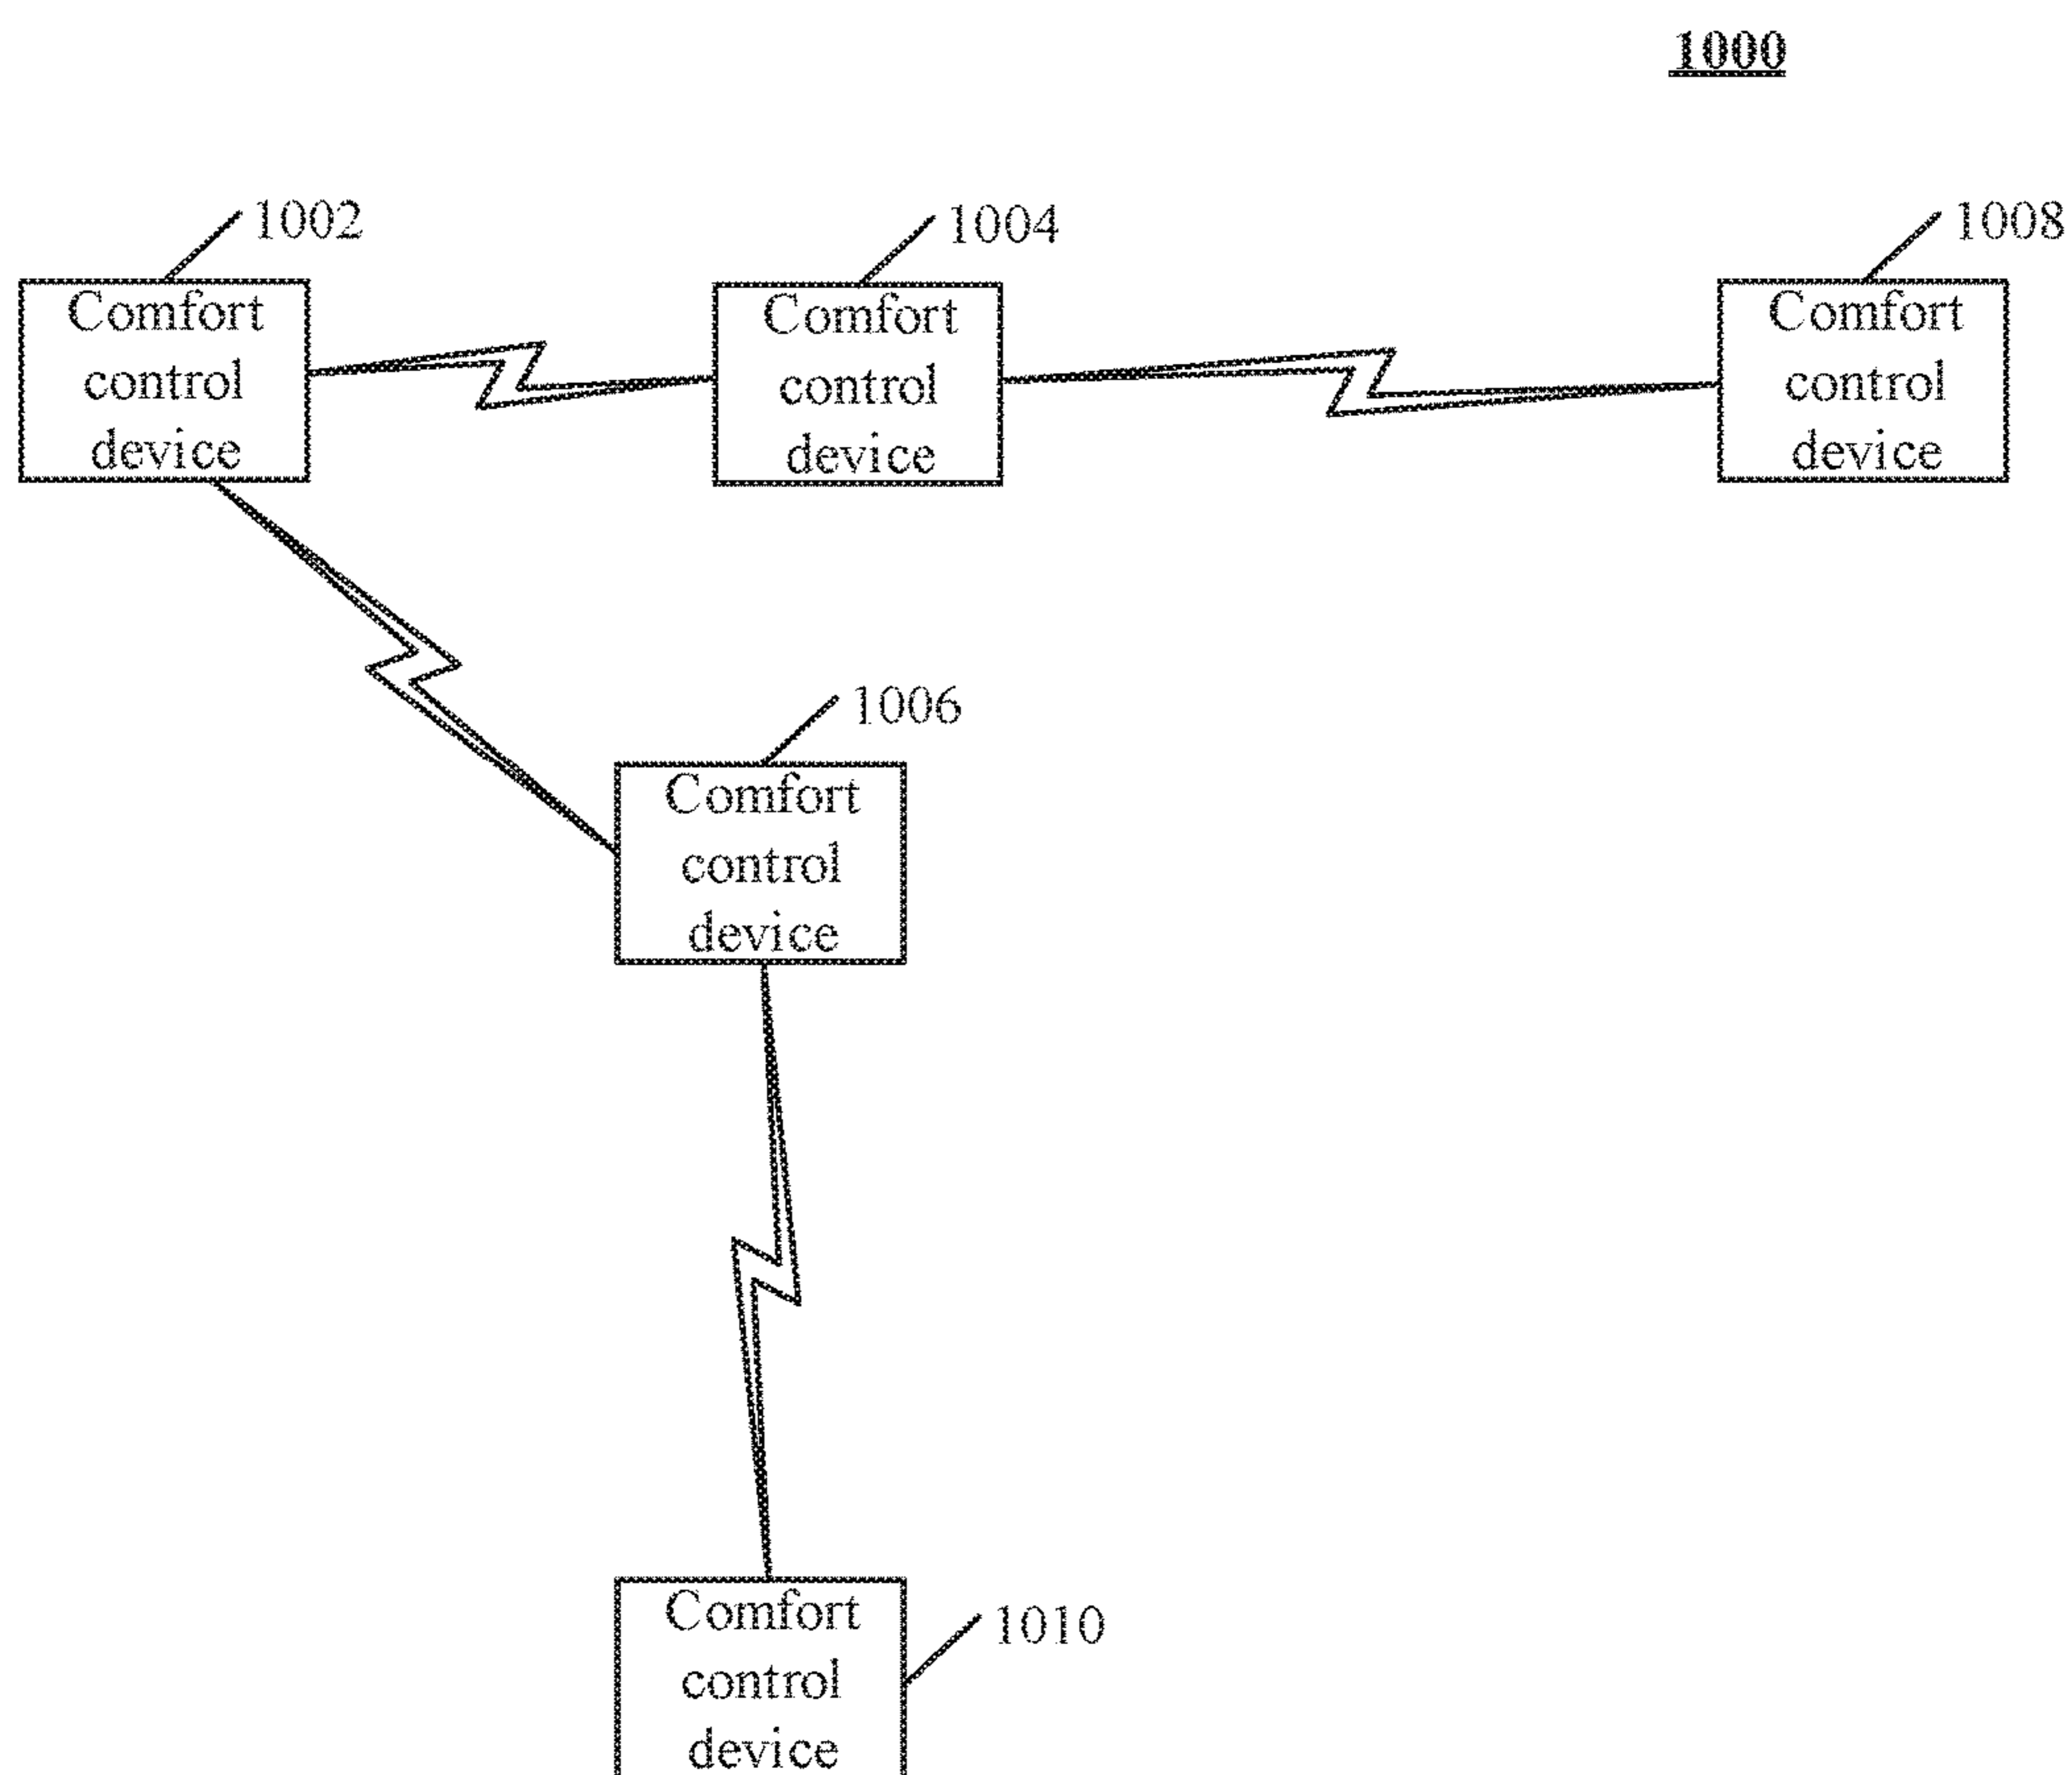 1000
1002
1004
1008
Comfort
control
device
Comfort
control
device
Comfort
control
device
1006
Comfort
control
device
1010
Comfort
control
device